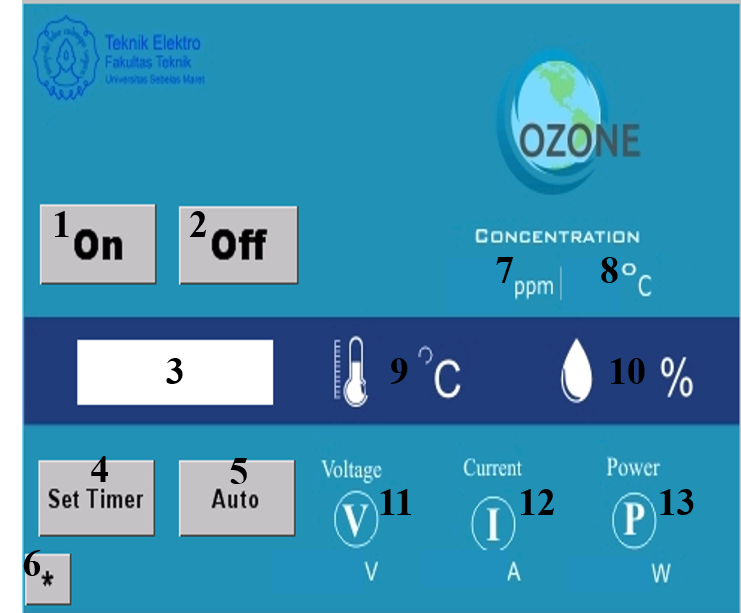 Teknik Elektro
Fakultas Teknik
Universitas Sebelas Maret
OZONE
1 On
2 Off
CONCENTRATION
7 ppm
8 °C
3
9 °C
10 %
4 Set Timer
5 Auto
Voltage
Current
Power
V 11
I 12
P 13
6 *
V
A
W